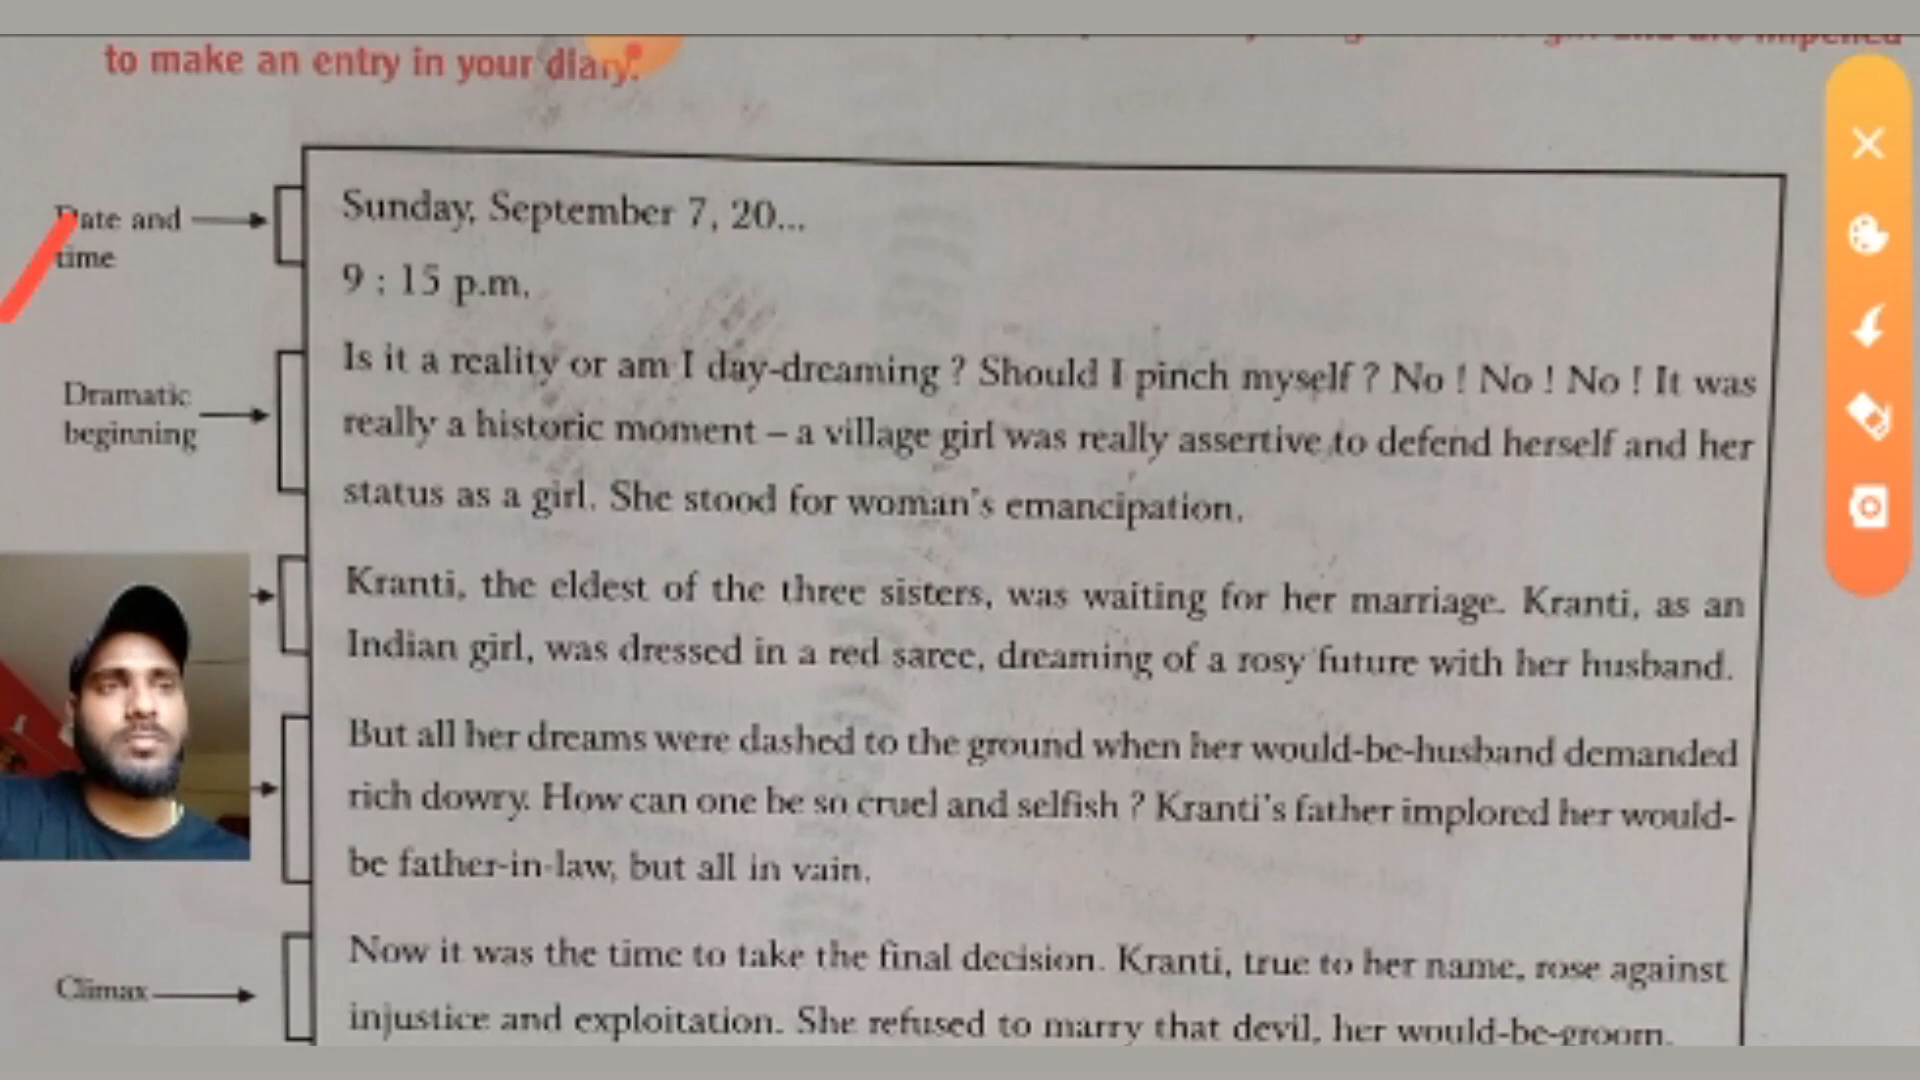 to make an entry in your diary.
impelled
Date and
time
Sunday, September 7, 20...
9 : 15 p.m.
Dramatic
beginning
Is it a reality or am I day-dreaming ? Should I pinch myself ? No ! No ! No ! It was
really a historic moment – a village girl was really assertive to defend herself and her
status as a girl. She stood for woman's emancipation.
Kranti, the eldest of the three sisters, was waiting for her marriage. Kranti, as an
Indian girl, was dressed in a red saree, dreaming of a rosy future with her husband.
But all her dreams were dashed to the ground when her would-be-husband demanded
rich dowry. How can one be so cruel and selfish ? Kranti's father implored her would-
be father-in-law, but all in vain.
Climax
Now it was the time to take the final decision. Kranti, true to her name, rose against
injustice and exploitation. She refused to marry that devil, her would-be-groom.